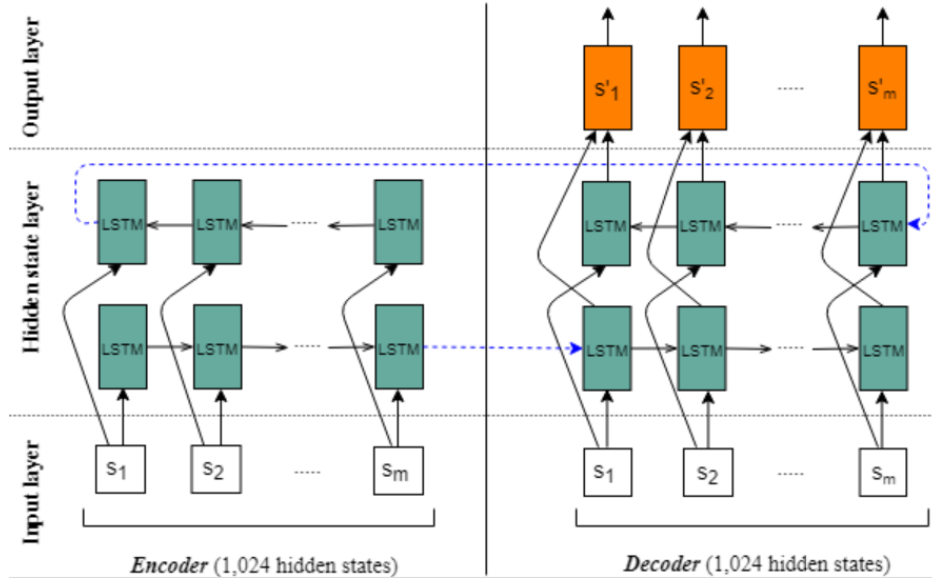 Output layer
s'1 s'2 ..... s'm
Hidden state layer
LSTM LSTM ..... LSTM LSTM LSTM ..... LSTM
LSTM LSTM ..... LSTM LSTM LSTM ..... LSTM
Input layer
s1 s2 ..... sm s1 s2 ..... sm
Encoder (1,024 hidden states) Decoder (1,024 hidden states)